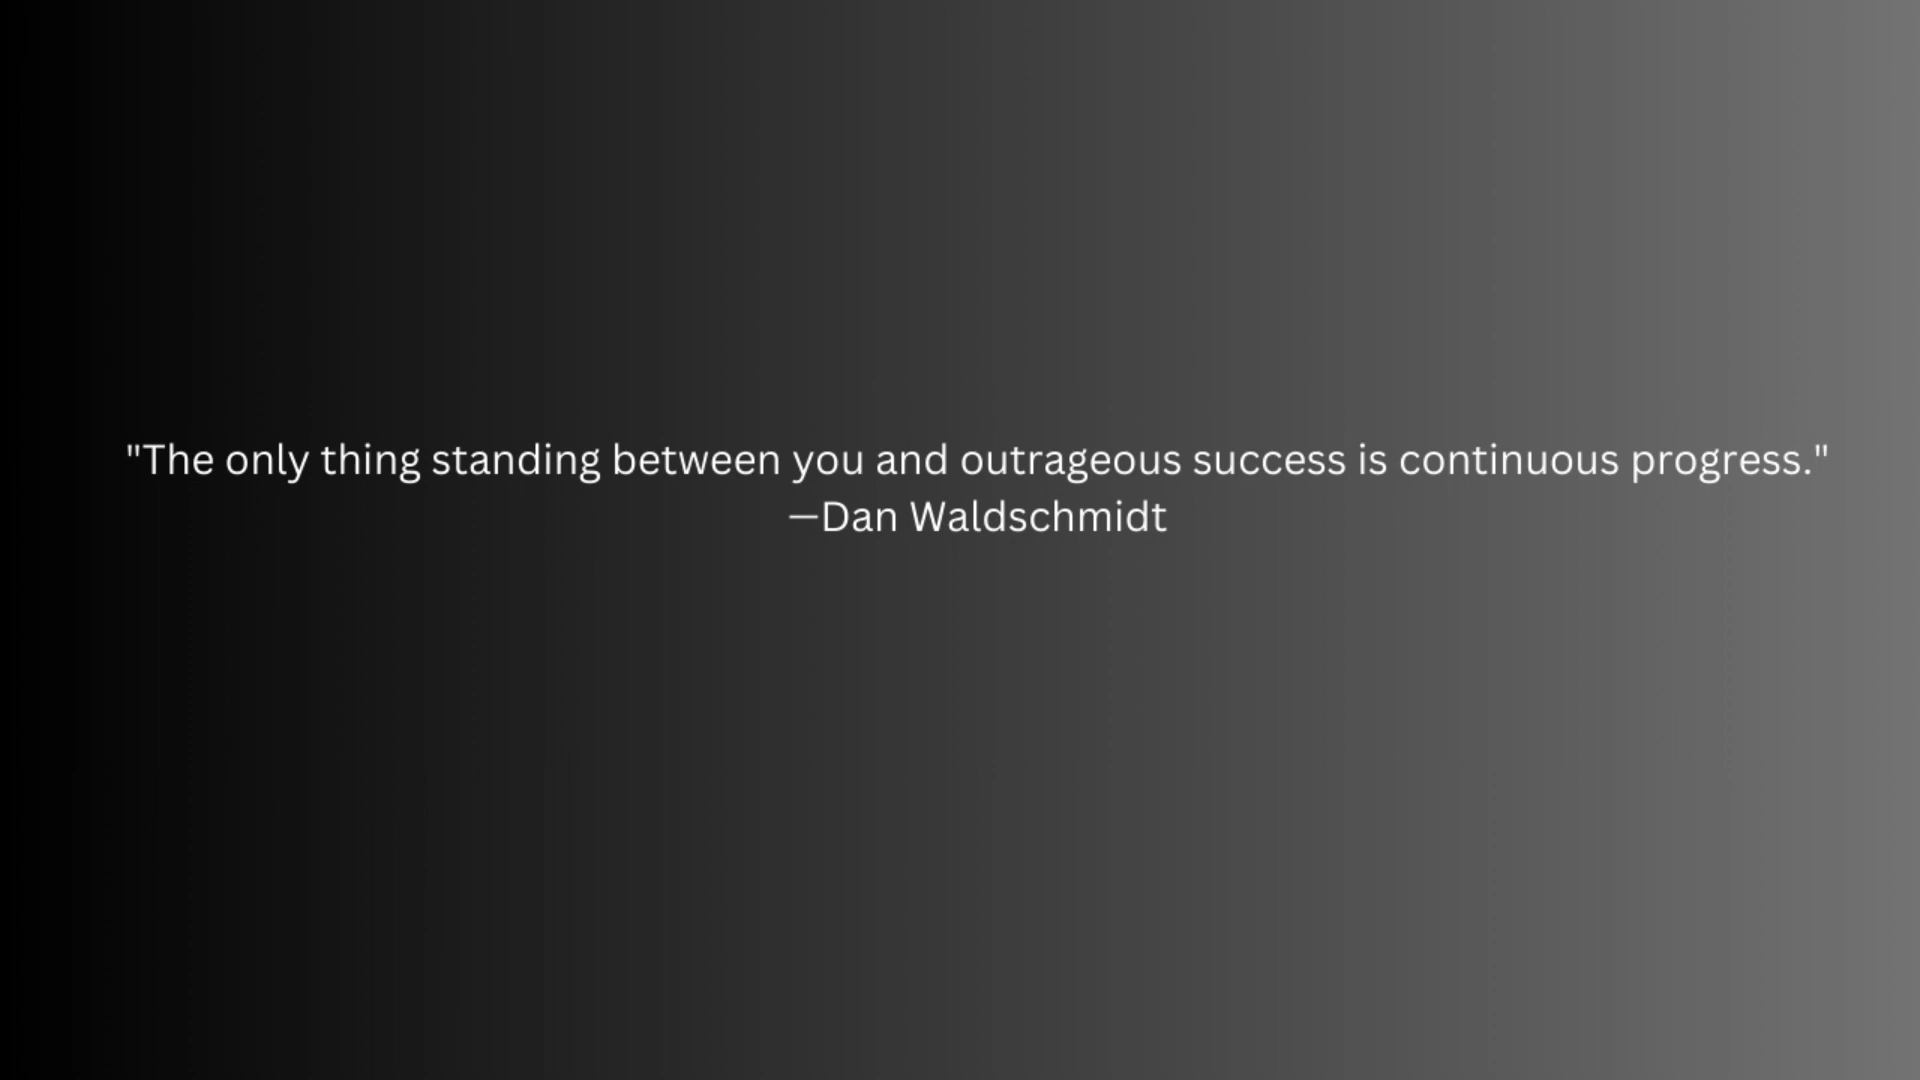 "The only thing standing between you and outrageous success is continuous progress."
—Dan Waldschmidt